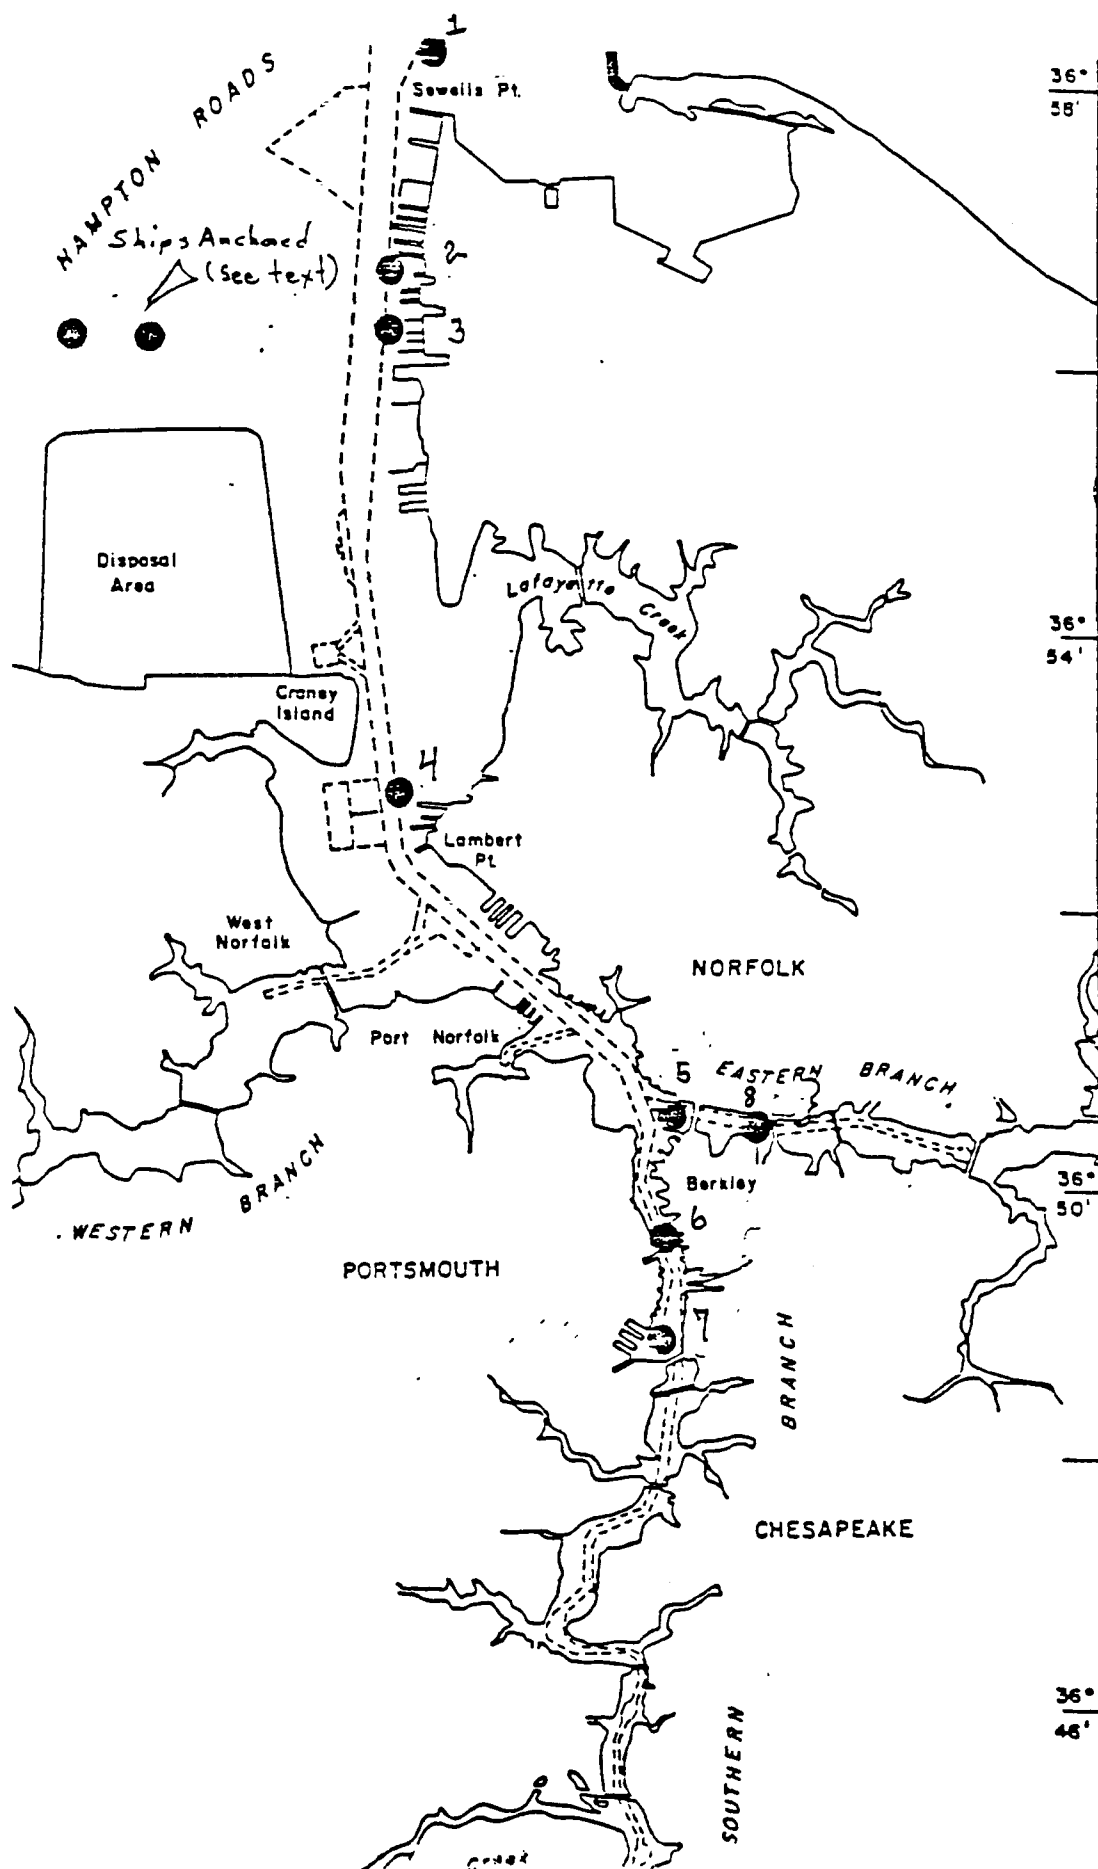 1
HAMPTON ROADS
Sewells Pt.
36°
58'
Ships Anchored
(See text)
2
3
Disposal
Area
Lafayette Creek
36°
54'
Craney
Island
4
Lambert
Pt.
West
Norfolk
NORFOLK
Port Norfolk
5
EASTERN BRANCH
8
WESTERN BRANCH
Berkley
36°
50'
6
PORTSMOUTH
7
SOUTHERN BRANCH
CHESAPEAKE
36°
46'
Creek